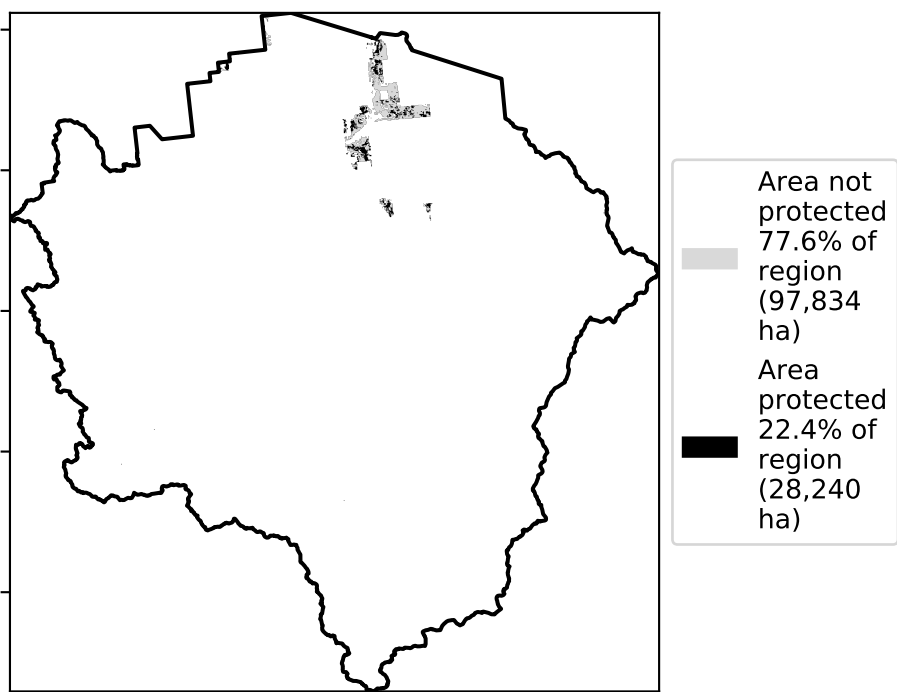 Area not
protected
77.6% of
region
(97,834
ha)
Area
protected
22.4% of
region
(28,240
ha)